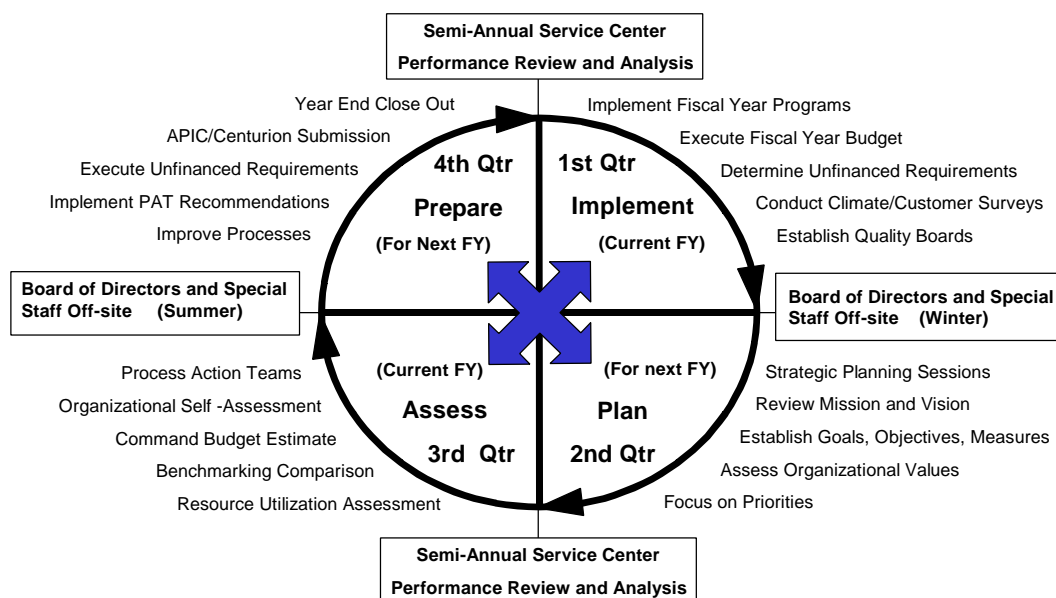 Semi-Annual Service Center
Performance Review and Analysis
Year End Close Out
APIC/Centurion Submission
Execute Unfinanced Requirements
Implement PAT Recommendations
Improve Processes
4th Qtr
Prepare
(For Next FY)
1st Qtr
Implement
(Current FY)
Implement Fiscal Year Programs
Execute Fiscal Year Budget
Determine Unfinanced Requirements
Conduct Climate/Customer Surveys
Establish Quality Boards
Board of Directors and Special
Staff Off-site (Summer)
Board of Directors and Special
Staff Off-site (Winter)
Process Action Teams
Organizational Self -Assessment
Command Budget Estimate
Benchmarking Comparison
Resource Utilization Assessment
(Current FY)
Assess
3rd Qtr
(For next FY)
Plan
2nd Qtr
Strategic Planning Sessions
Review Mission and Vision
Establish Goals, Objectives, Measures
Assess Organizational Values
Focus on Priorities
Semi-Annual Service Center
Performance Review and Analysis